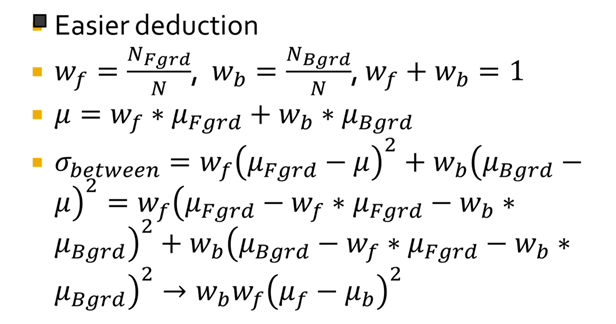 Easier deduction
w_f = N_Fgrd/N, w_b = N_Bgrd/N, w_f + w_b = 1
μ = w_f * μ_Fgrd + w_b * μ_Bgrd
σ_between = w_f(μ_Fgrd − μ)² + w_b(μ_Bgrd −
μ)² = w_f(μ_Fgrd − w_f * μ_Fgrd − w_b *
μ_Bgrd)² + w_b(μ_Bgrd − w_f * μ_Fgrd − w_b *
μ_Bgrd)² → w_b w_f(μ_f − μ_b)²